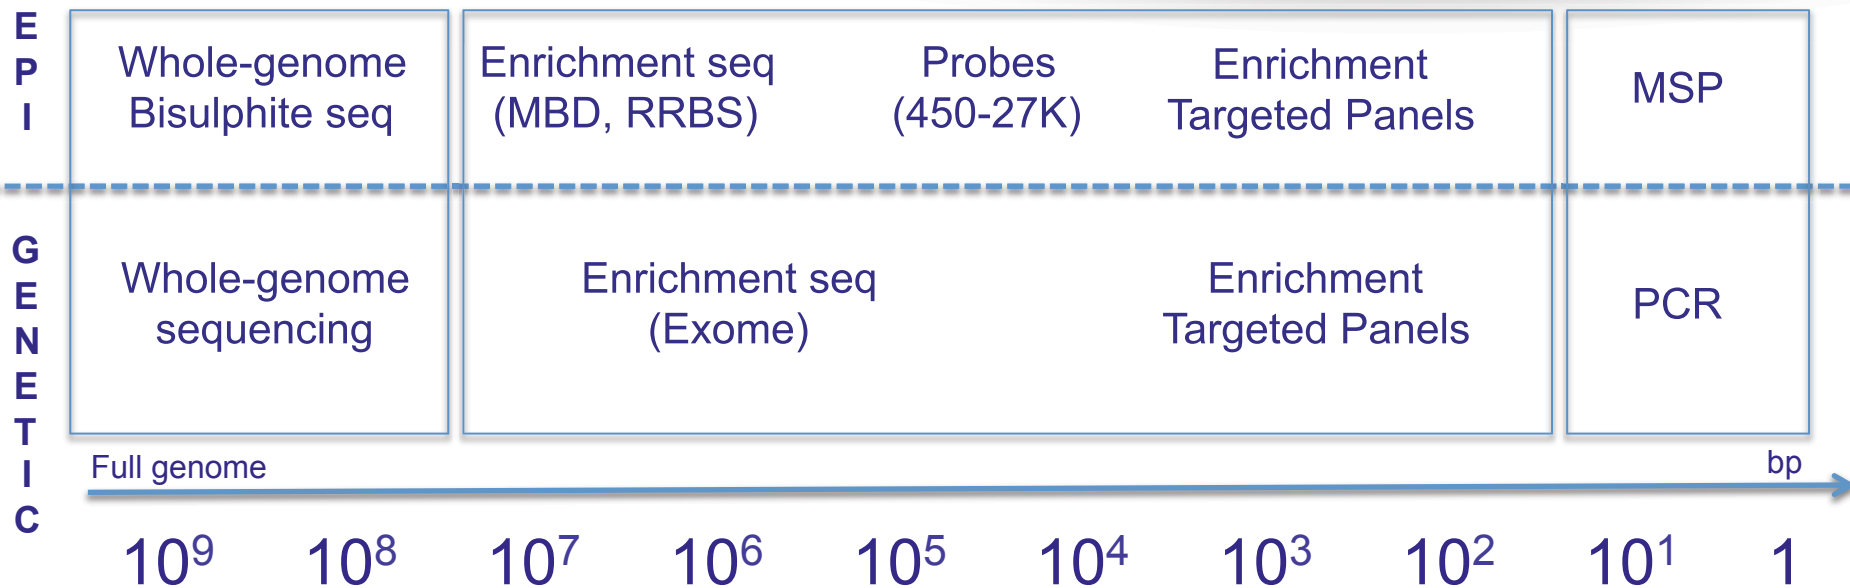 EPI
Whole-genome
Bisulphite seq
Enrichment seq
(MBD, RRBS)
Probes
(450-27K)
Enrichment
Targeted Panels
MSP
GENETIC
Whole-genome
sequencing
Enrichment seq
(Exome)
Enrichment
Targeted Panels
PCR
Full genome
bp
10⁹ 10⁸ 10⁷ 10⁶ 10⁵ 10⁴ 10³ 10² 10¹ 1